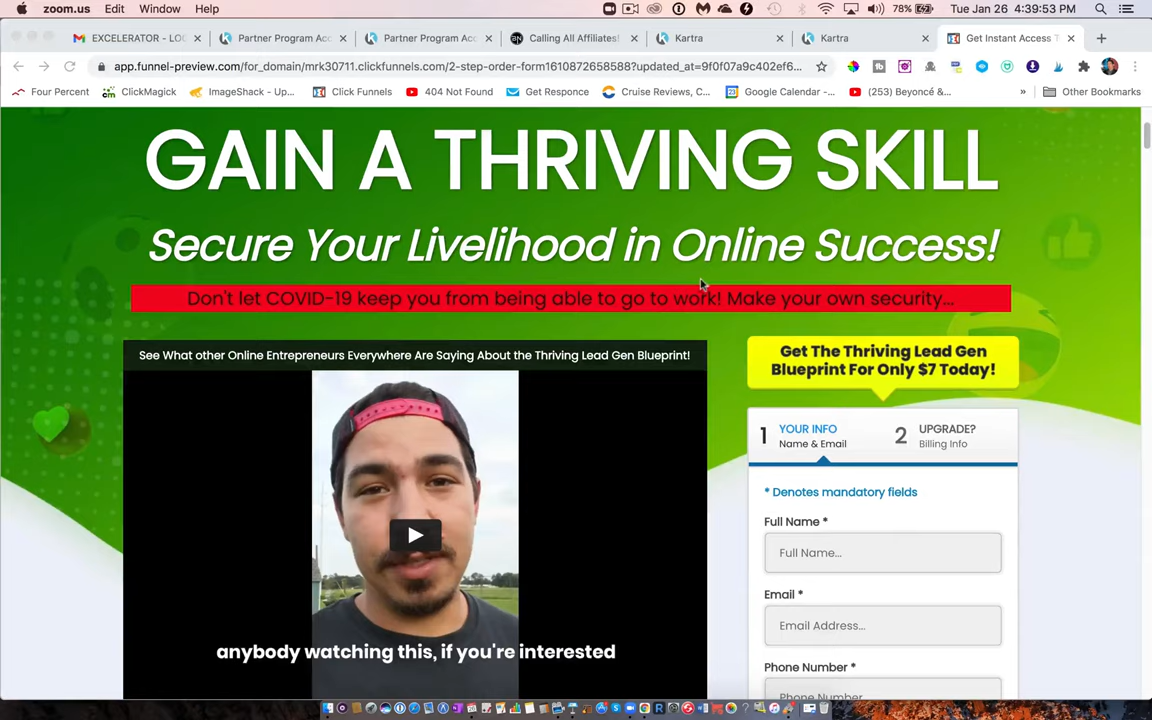 zoom.us Edit Window Help
78% Tue Jan 26 4:39:53 PM
EXCELERATOR - LOG
Partner Program Acc
Partner Program Acc
Calling All Affiliates!
Kartra
Kartra
Get Instant Access T
app.funnel-preview.com/for_domain/mrk30711.clickfunnels.com/2-step-order-form1610872658588?updated_at=9f0f07a9c402ef6...
Four Percent
ClickMagick
ImageShack - Up...
Click Funnels
404 Not Found
Get Response
Cruise Reviews, C...
Google Calendar -...
(253) Beyoncé &...
»
Other Bookmarks
GAIN A THRIVING SKILL
Secure Your Livelihood in Online Success!
Don't let COVID-19 keep you from being able to go to work! Make your own security...
See What other Online Entrepreneurs Everywhere Are Saying About the Thriving Lead Gen Blueprint!
anybody watching this, if you're interested
Get The Thriving Lead Gen
Blueprint For Only $7 Today!
1 YOUR INFO
Name & Email
2 UPGRADE?
Billing Info
* Denotes mandatory fields
Full Name *
Full Name...
Email *
Email Address...
Phone Number *
Phone Number